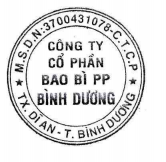 M.S.D.N:3700431078-C.T.C.P
CÔNG TY
CỔ PHẦN
BAO BÌ PP
BÌNH DƯƠNG
TX. DĨ AN - T. BÌNH DƯƠNG